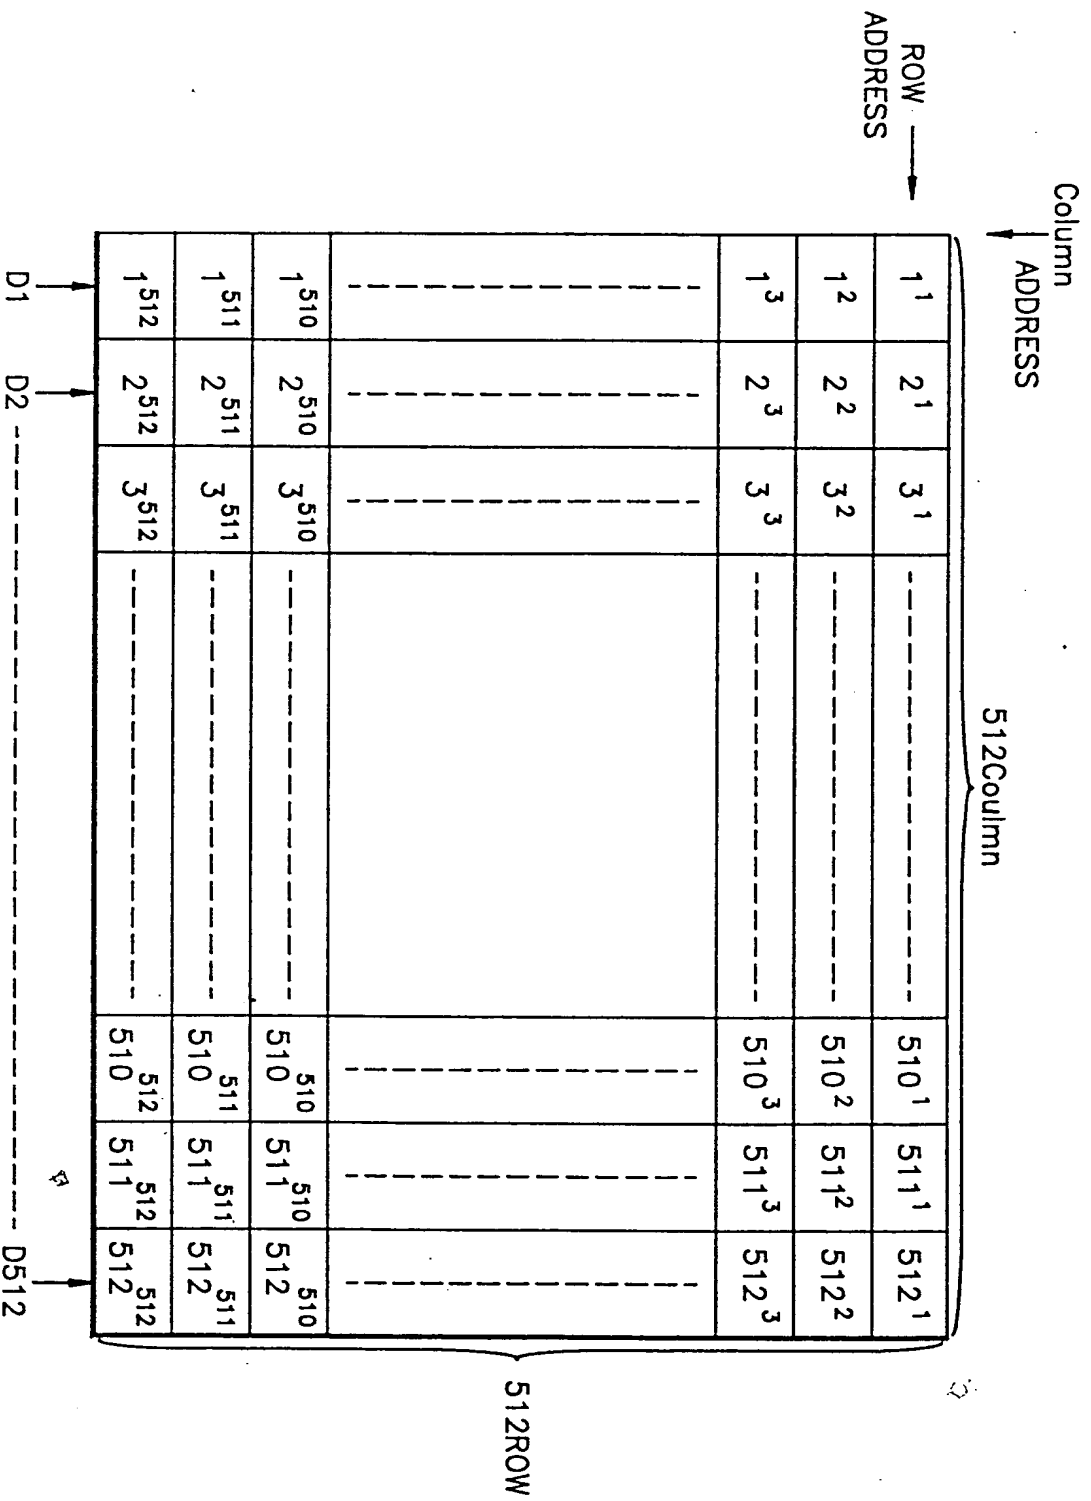 Column
ADDRESS
ROW
ADDRESS
512Coulmn
1¹ 2¹ 3¹ 510¹ 511¹ 512¹
1² 2² 3² 510² 511² 512²
1³ 2³ 3³ 510³ 511³ 512³
1⁵¹⁰ 2⁵¹⁰ 3⁵¹⁰ 510⁵¹⁰ 511⁵¹⁰ 512⁵¹⁰
1⁵¹¹ 2⁵¹¹ 3⁵¹¹ 510⁵¹¹ 511⁵¹¹ 512⁵¹¹
1⁵¹² 2⁵¹² 3⁵¹² 510⁵¹² 511⁵¹² 512⁵¹²
512ROW
D1 D2 D512